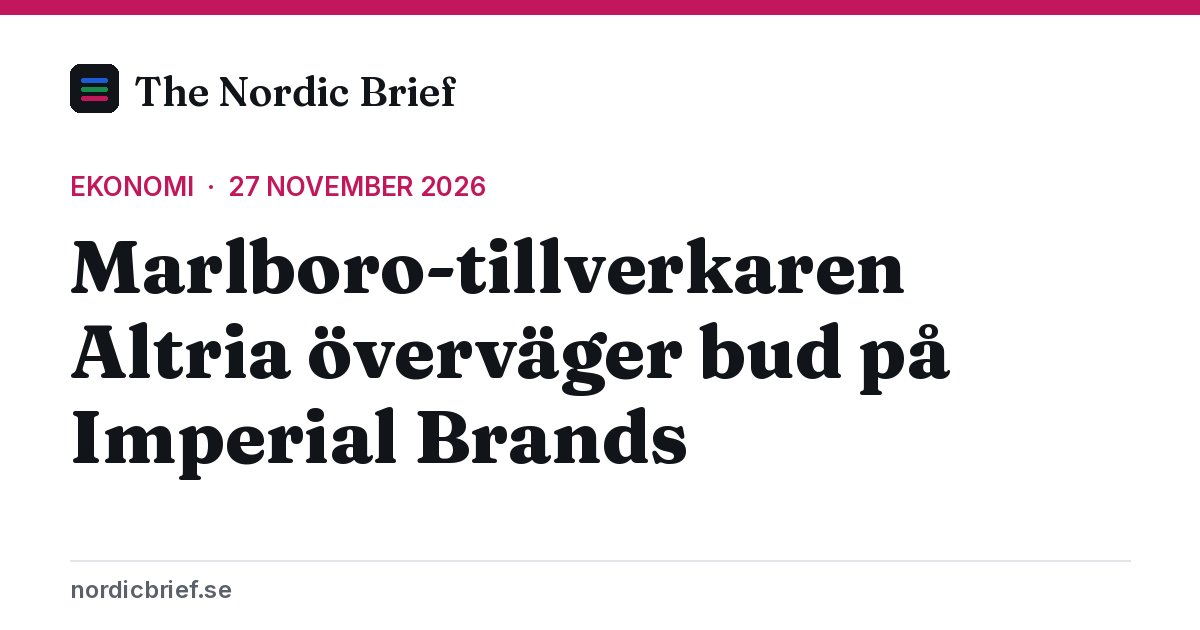 The Nordic Brief
EKONOMI · 27 NOVEMBER 2026
Marlboro-tillverkaren
Altria överväger bud på
Imperial Brands
nordicbrief.se